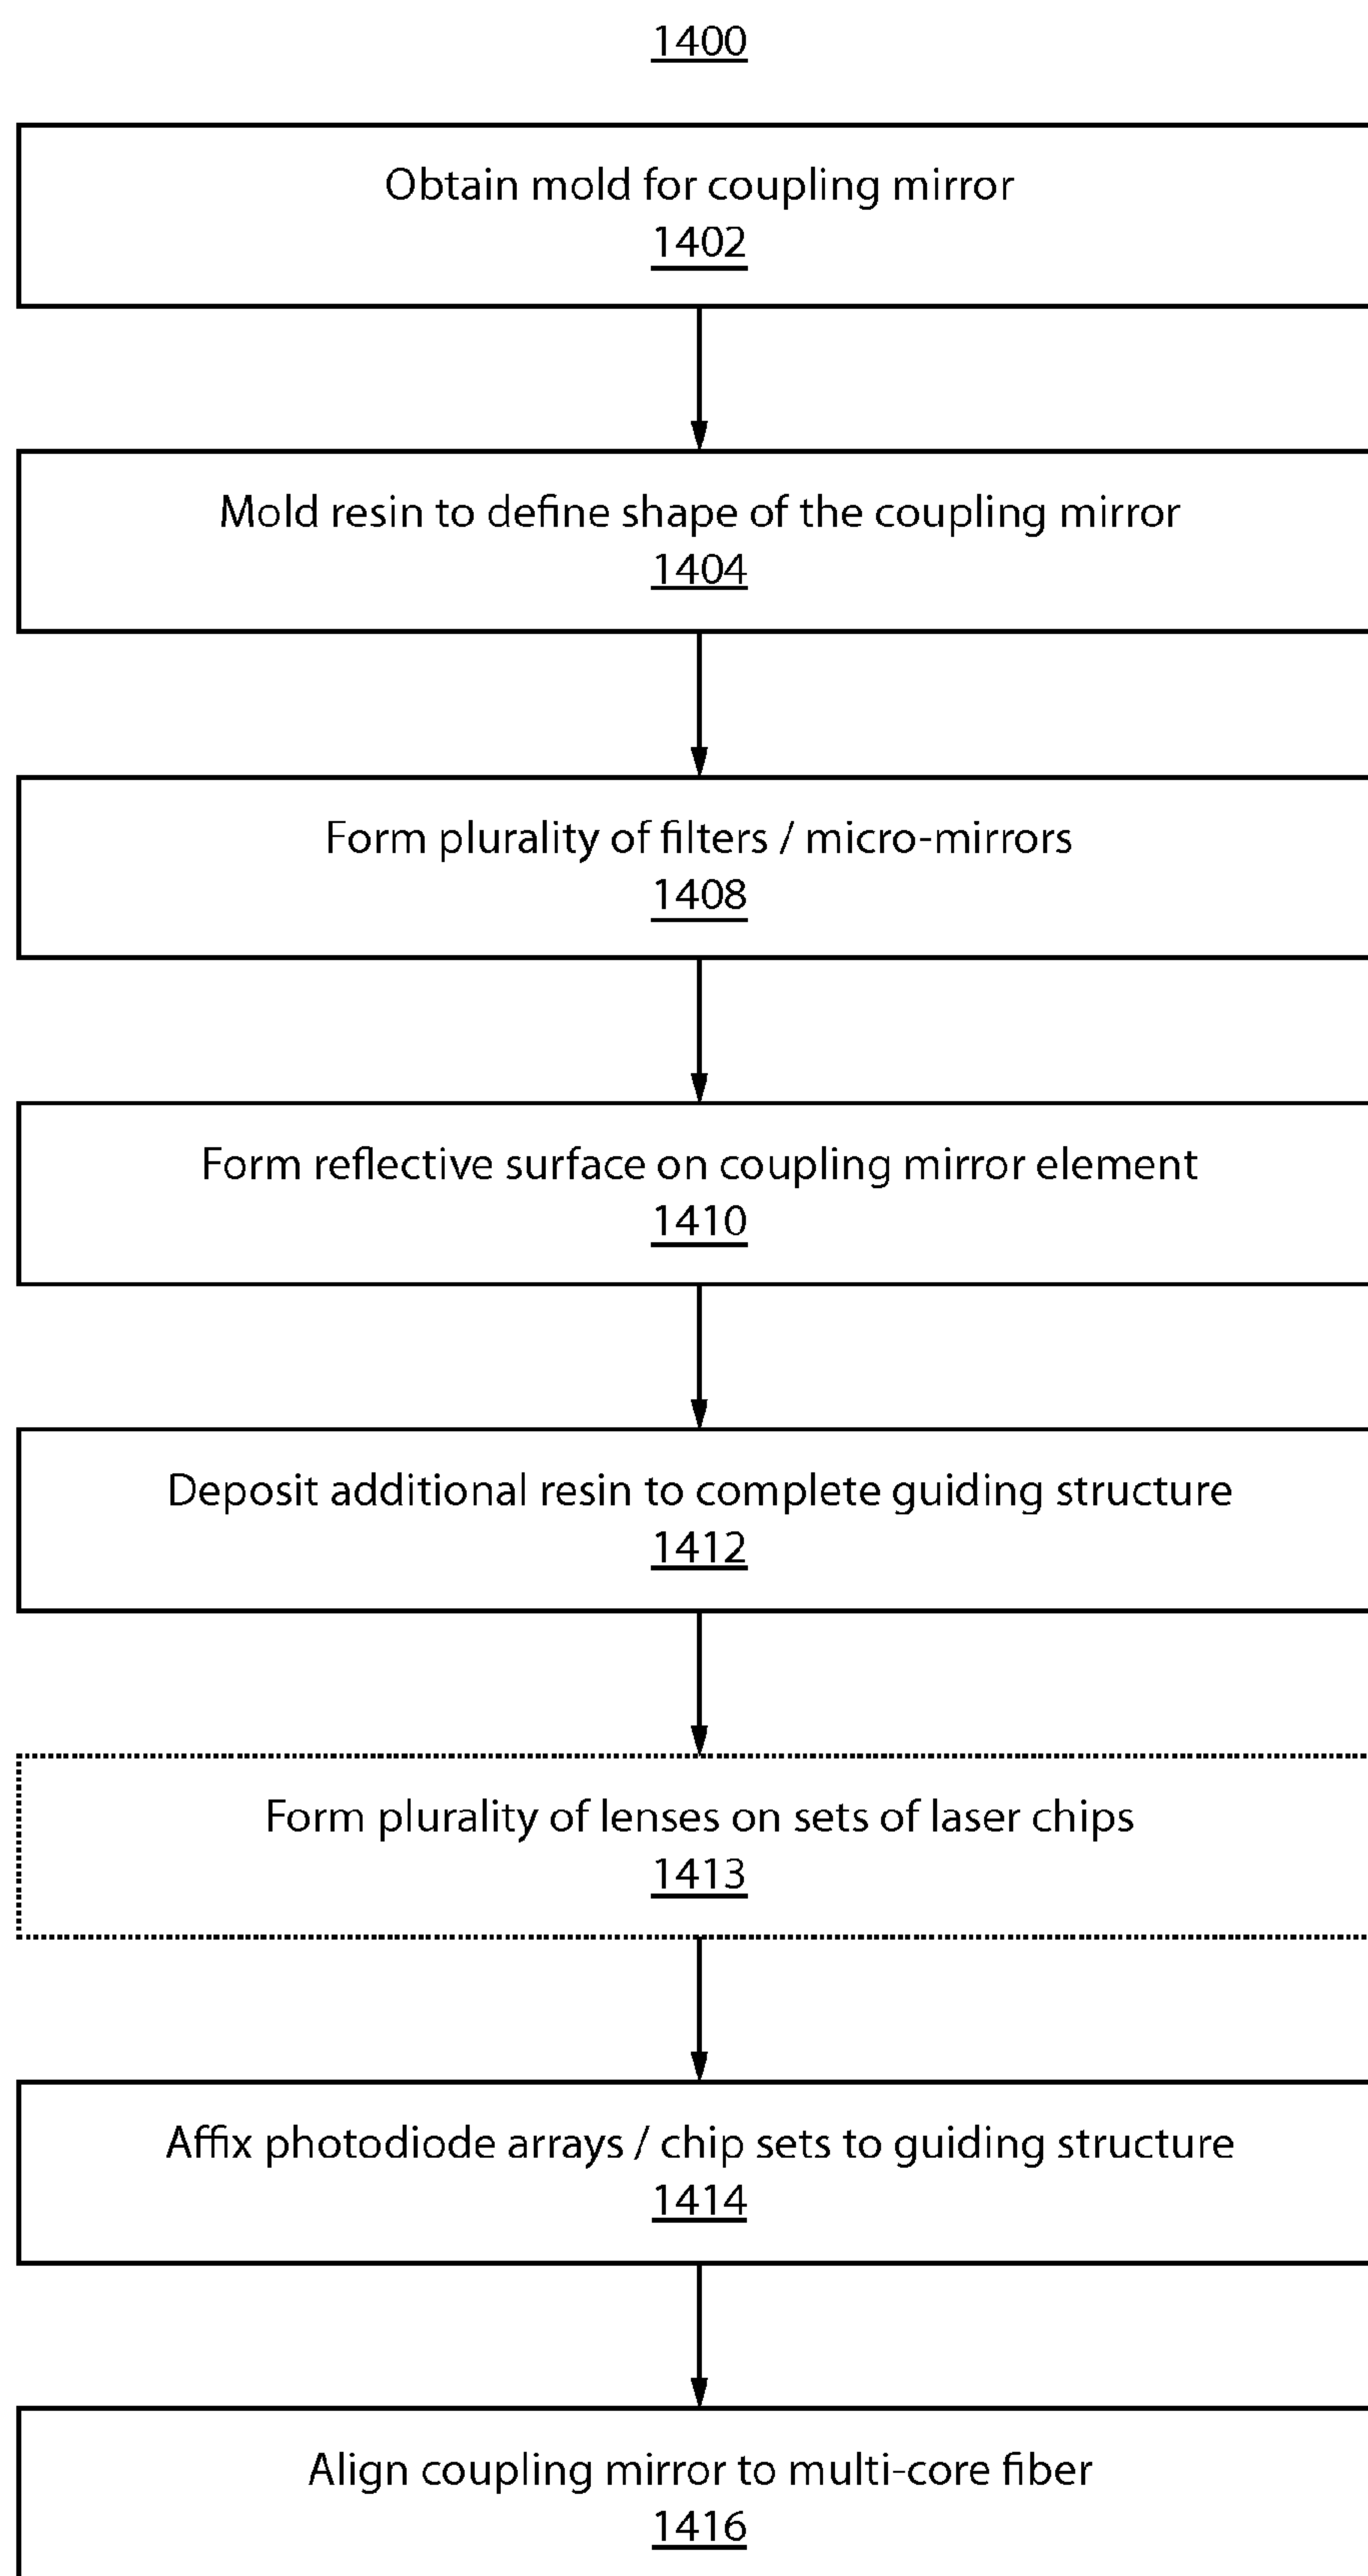 1400
Obtain mold for coupling mirror
1402
Mold resin to define shape of the coupling mirror
1404
Form plurality of filters / micro-mirrors
1408
Form reflective surface on coupling mirror element
1410
Deposit additional resin to complete guiding structure
1412
Form plurality of lenses on sets of laser chips
1413
Affix photodiode arrays / chip sets to guiding structure
1414
Align coupling mirror to multi-core fiber
1416